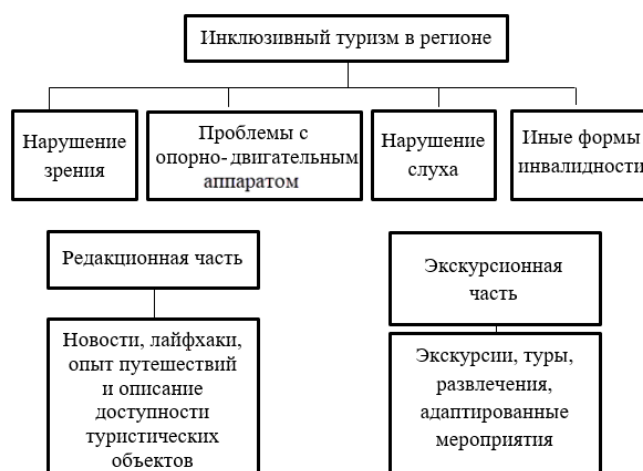 Инклюзивный туризм в регионе
Нарушение
зрения
Проблемы с
опорно- двигательным
аппаратом
Нарушение
слуха
Иные формы
инвалидности
Редакционная часть
Новости, лайфхаки,
опыт путешествий
и описание
доступности
туристических
объектов
Экскурсионная
часть
Экскурсии, туры,
развлечения,
адаптированные
мероприятия